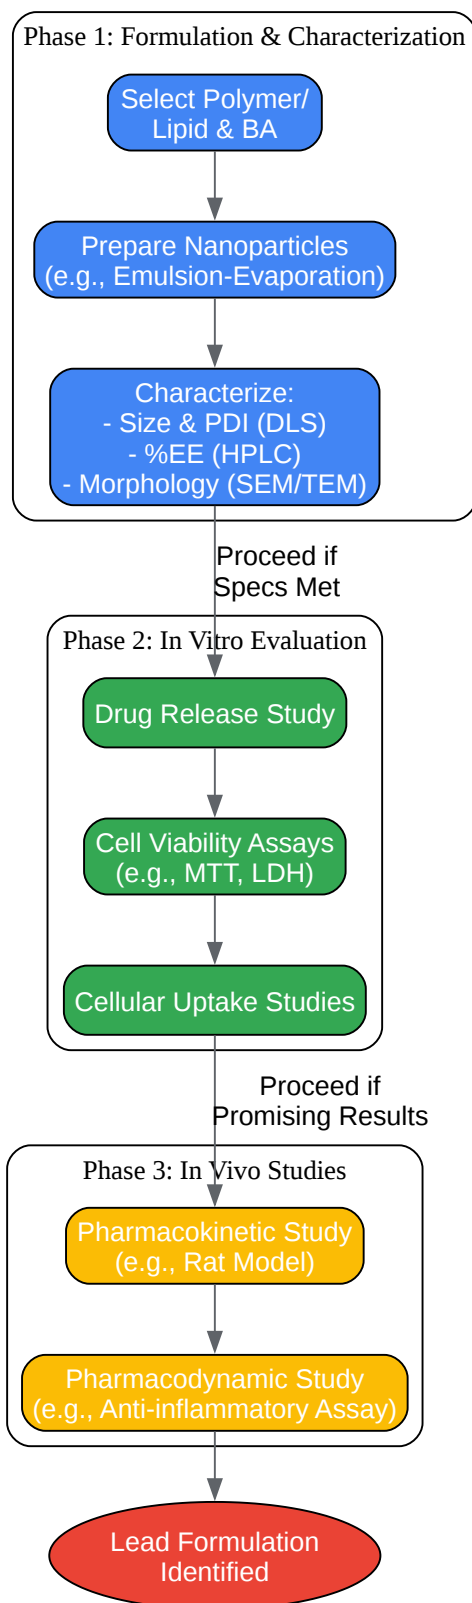 Phase 1: Formulation & Characterization
Select Polymer/
Lipid & BA
Prepare Nanoparticles
(e.g., Emulsion-Evaporation)
Characterize:
- Size & PDI (DLS)
- %EE (HPLC)
- Morphology (SEM/TEM)
Proceed if
Specs Met
Phase 2: In Vitro Evaluation
Drug Release Study
Cell Viability Assays
(e.g., MTT, LDH)
Cellular Uptake Studies
Proceed if
Promising Results
Phase 3: In Vivo Studies
Pharmacokinetic Study
(e.g., Rat Model)
Pharmacodynamic Study
(e.g., Anti-inflammatory Assay)
Lead Formulation
Identified